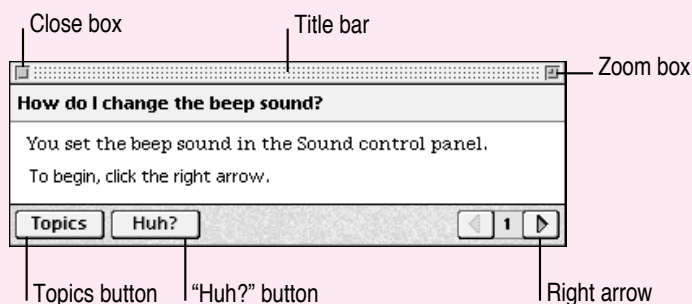 Close box
Title bar
Zoom box
How do I change the beep sound?
You set the beep sound in the Sound control panel.
To begin, click the right arrow.
Topics
Huh?
1
Topics button
“Huh?” button
Right arrow